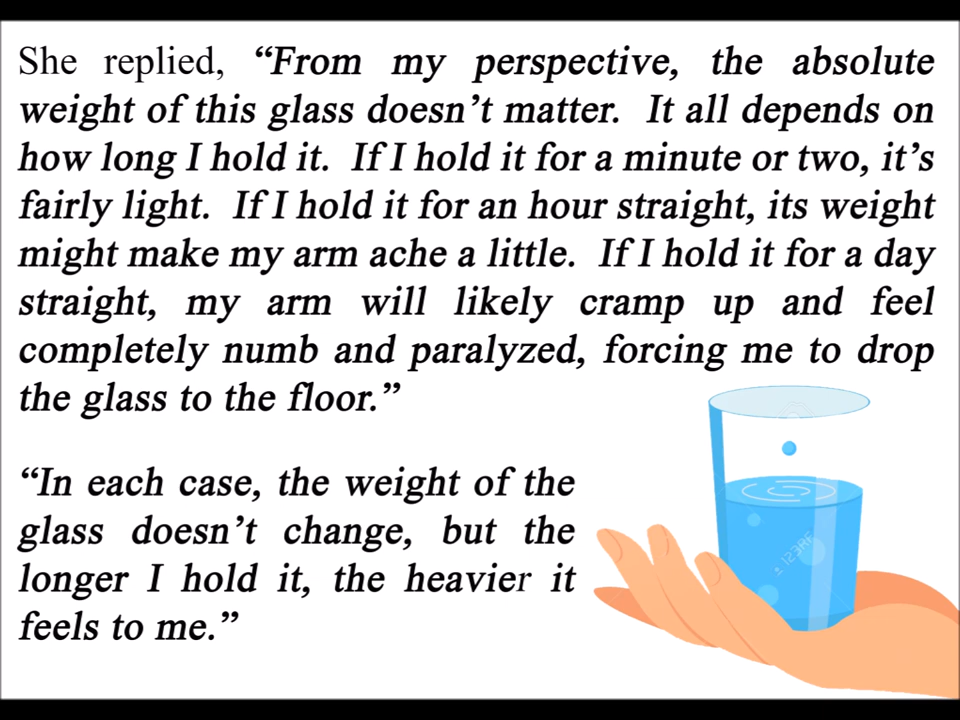 She replied, “From my perspective, the absolute
weight of this glass doesn’t matter. It all depends on
how long I hold it. If I hold it for a minute or two, it’s
fairly light. If I hold it for an hour straight, its weight
might make my arm ache a little. If I hold it for a day
straight, my arm will likely cramp up and feel
completely numb and paralyzed, forcing me to drop
the glass to the floor.”
“In each case, the weight of the
glass doesn’t change, but the
longer I hold it, the heavier it
feels to me.”
123RF